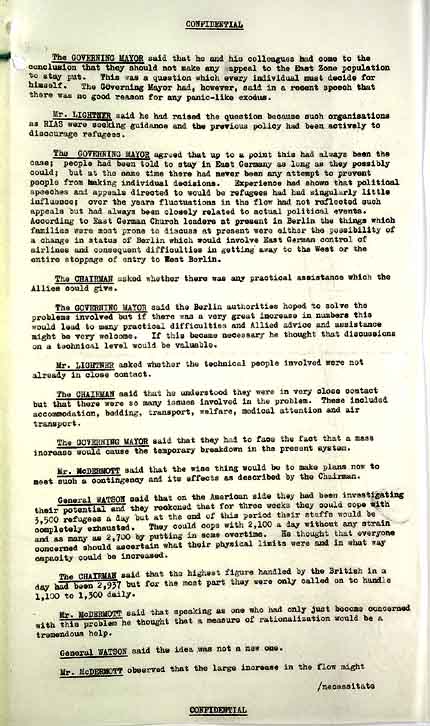 CONFIDENTIAL
The GOVERNING MAYOR said that he and his colleagues had come to the
conclusion that they should not make any appeal to the East Zone population
to stay put. This was a question which every individual must decide for
himself. The GOverning Mayor had, however, said in a recent speech that
there was no good reason for any panic-like exodus.
Mr. LIGHTNER said he had raised the question because such organisations
as RIAS were seeking guidance and the previous policy had been actively to
discourage refugees.
The GOVERNING MAYOR agreed that up to a point this had always been the
case; people had been told to stay in East Germany as long as they possibly
could; but at the same time there had never been any attempt to prevent
people from making individual decisions. Experience had shown that political
speeches and appeals directed to would be refugees had had singularly little
influence; over the years fluctuations in the flow had not reflected such
appeals but had always been closely related to actual political events.
According to East German Church leaders at present in Berlin the things which
families were most prone to discuss at present were either the possibility of
a change in status of Berlin which would involve East German control of
airlines and consequent difficulties in getting away to the West or the
entire stoppage of entry to West Berlin.
The CHAIRMAN asked whether there was any practical assistance which the
Allies could give.
The GOVERNING MAYOR said the Berlin authorities hoped to solve the
problems involved but if there was a very great increase in numbers this
would lead to many practical difficulties and Allied advice and assistance
might be very welcome. If this became necessary he thought that discussions
on a technical level would be valuable.
Mr. LIGHTNER asked whether the technical people involved were not
already in close contact.
The CHAIRMAN said that he understood they were in very close contact
but that there were so many issues involved in the problem. These included
accommodation, bedding, transport, welfare, medical attention and air
transport.
The GOVERNING MAYOR said that they had to face the fact that a mass
increase would cause the temporary breakdown in the present system.
Mr. McDERMOTT said that the wise thing would be to make plans now to
meet such a contingency and its effects as described by the Chairman.
General WATSON said that on the American side they had been investigating
their potential and they reckoned that for three weeks they could cope with
3,500 refugees a day but at the end of this period their staffs would be
completely exhausted. They could cope with 2,100 a day without any strain
and as many as 2,700 by putting in some overtime. He thought that everyone
concerned should ascertain what their physical limits were and in what way
capacity could be increased.
The CHAIRMAN said that the highest figure handled by the British in a
day had been 2,937 but for the most part they were only called on to handle
1,100 to 1,300 daily.
Mr. McDERMOTT said that speaking as one who had only just become concerned
with this problem he thought that a measure of rationalization would be a
tremendous help.
General WATSON said the idea was not a new one.
Mr. McDERMOTT observed that the large increase in the flow might
/necessitate
CONFIDENTIAL